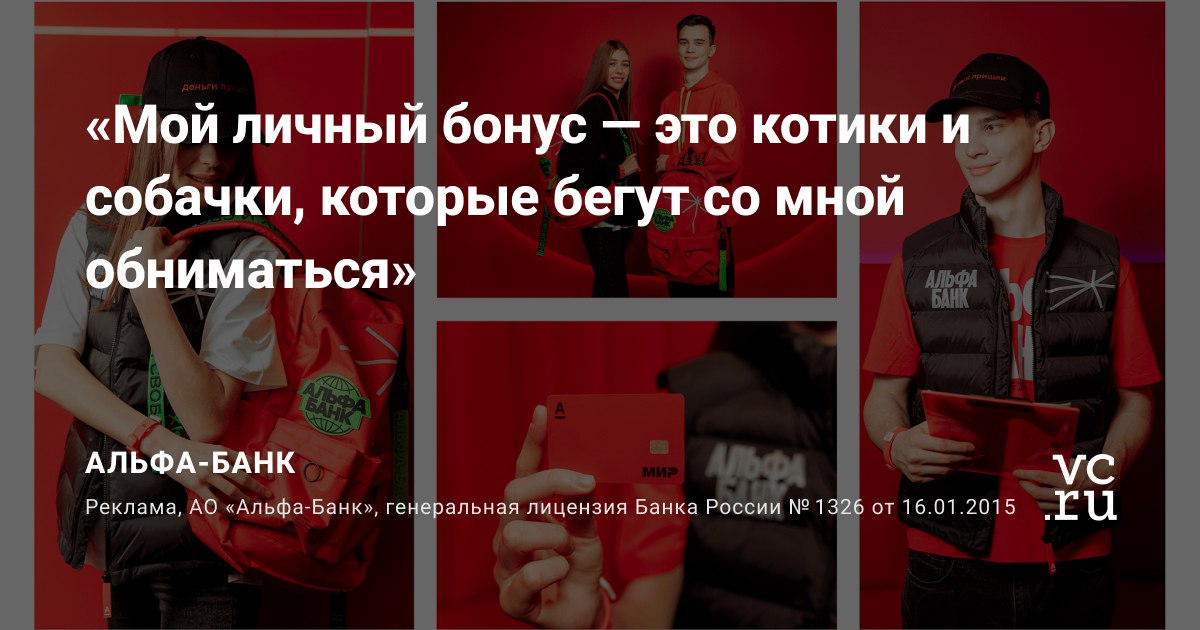 «Мой личный бонус — это котики и
собачки, которые бегут со мной
обниматься»
АЛЬФА-БАНК
Реклама, АО «Альфа-Банк», генеральная лицензия Банка России № 1326 от 16.01.2015
vc
.ru
деньги
АЛЬФА
БАНК
А
МИР
АЛЬФА
БАНК
пришли
АЛЬФА
БАНК